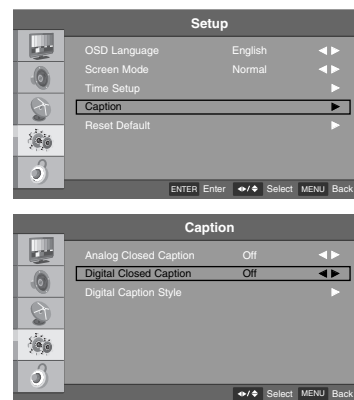 Setup
OSD Language English
Screen Mode Normal
Time Setup
Caption
Reset Default
ENTER Enter Select MENU Back
Caption
Analog Closed Caption Off
Digital Closed Caption Off
Digital Caption Style
Select MENU Back